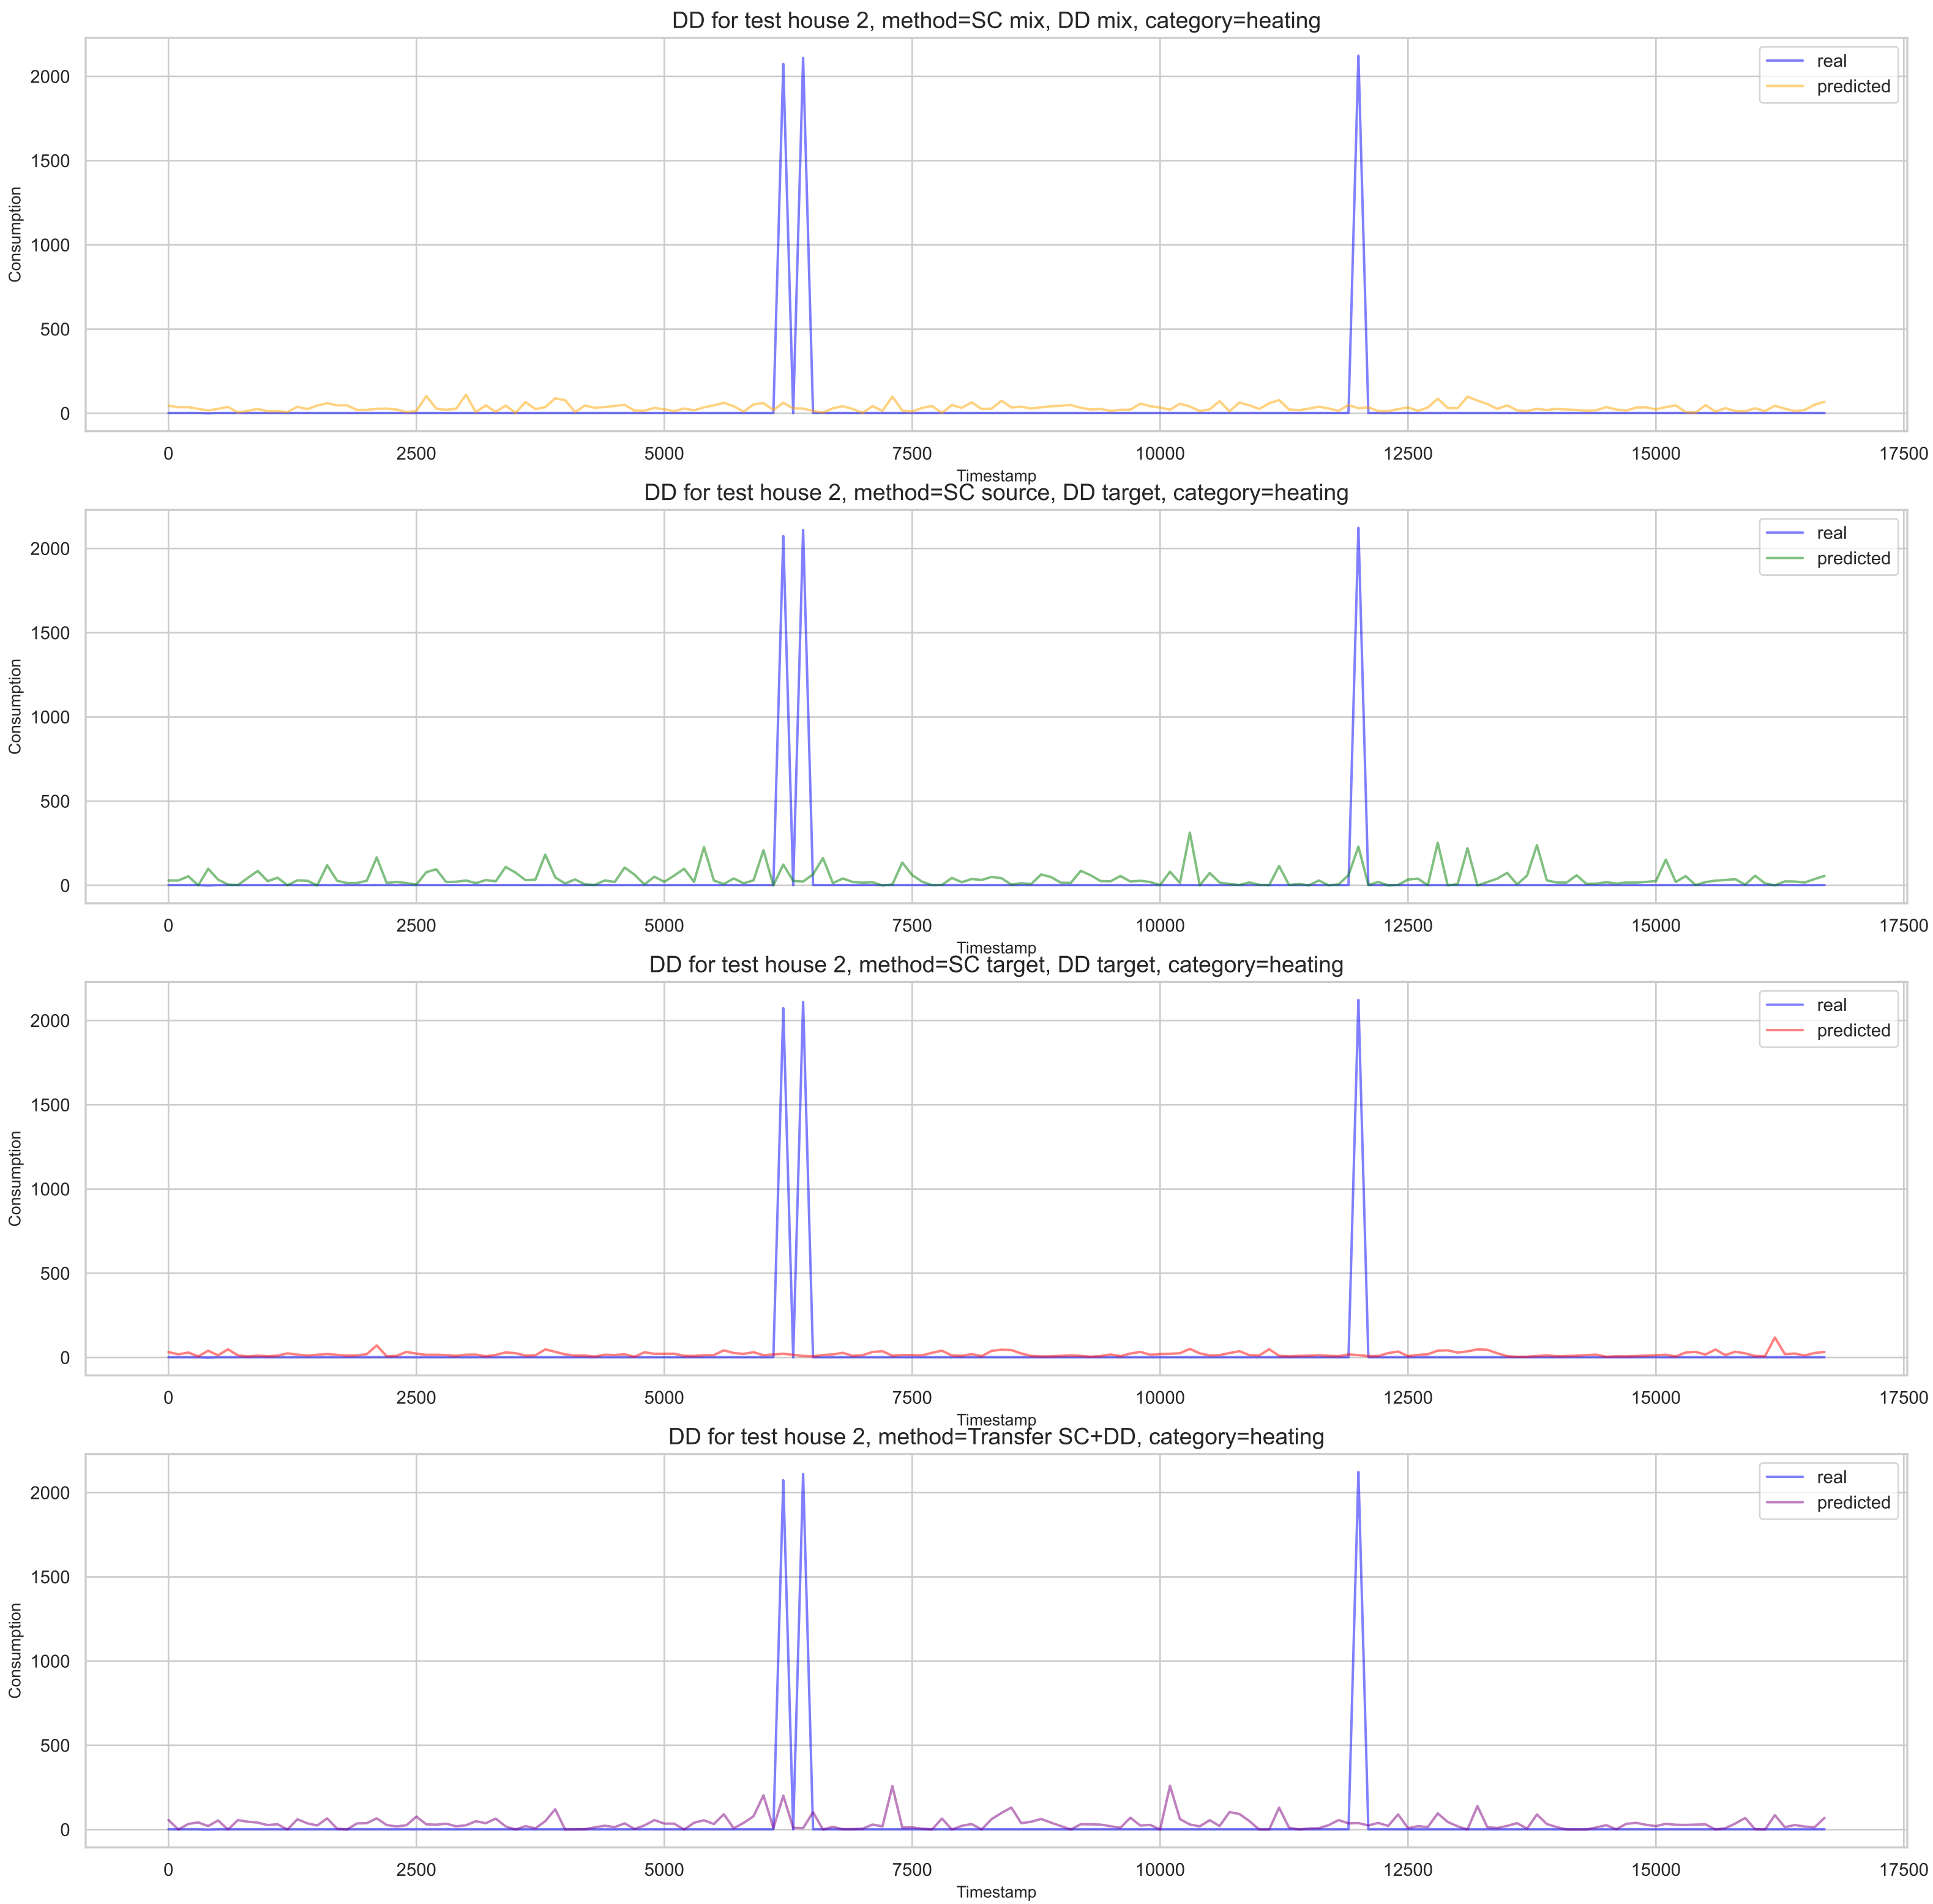 DD for test house 2, method=SC mix, DD mix, category=heating
real
predicted
2000
1500
1000
500
0
Consumption
0 2500 5000 7500 10000 12500 15000 17500
Timestamp
DD for test house 2, method=SC source, DD target, category=heating
real
predicted
2000
1500
1000
500
0
Consumption
0 2500 5000 7500 10000 12500 15000 17500
Timestamp
DD for test house 2, method=SC target, DD target, category=heating
real
predicted
2000
1500
1000
500
0
Consumption
0 2500 5000 7500 10000 12500 15000 17500
Timestamp
DD for test house 2, method=Transfer SC+DD, category=heating
real
predicted
2000
1500
1000
500
0
Consumption
0 2500 5000 7500 10000 12500 15000 17500
Timestamp